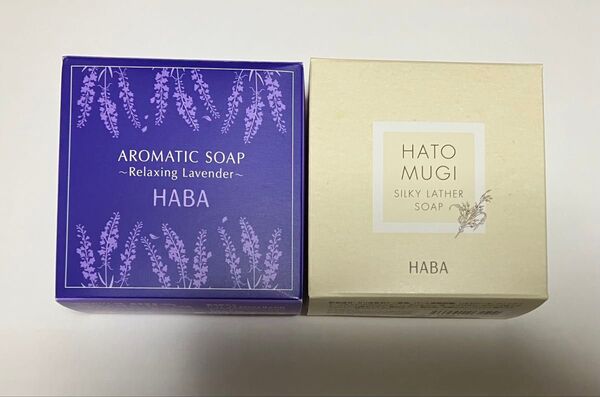 AROMATIC SOAP
~Relaxing Lavender~
HABA
HATO
MUGI
SILKY LATHER
SOAP
HABA